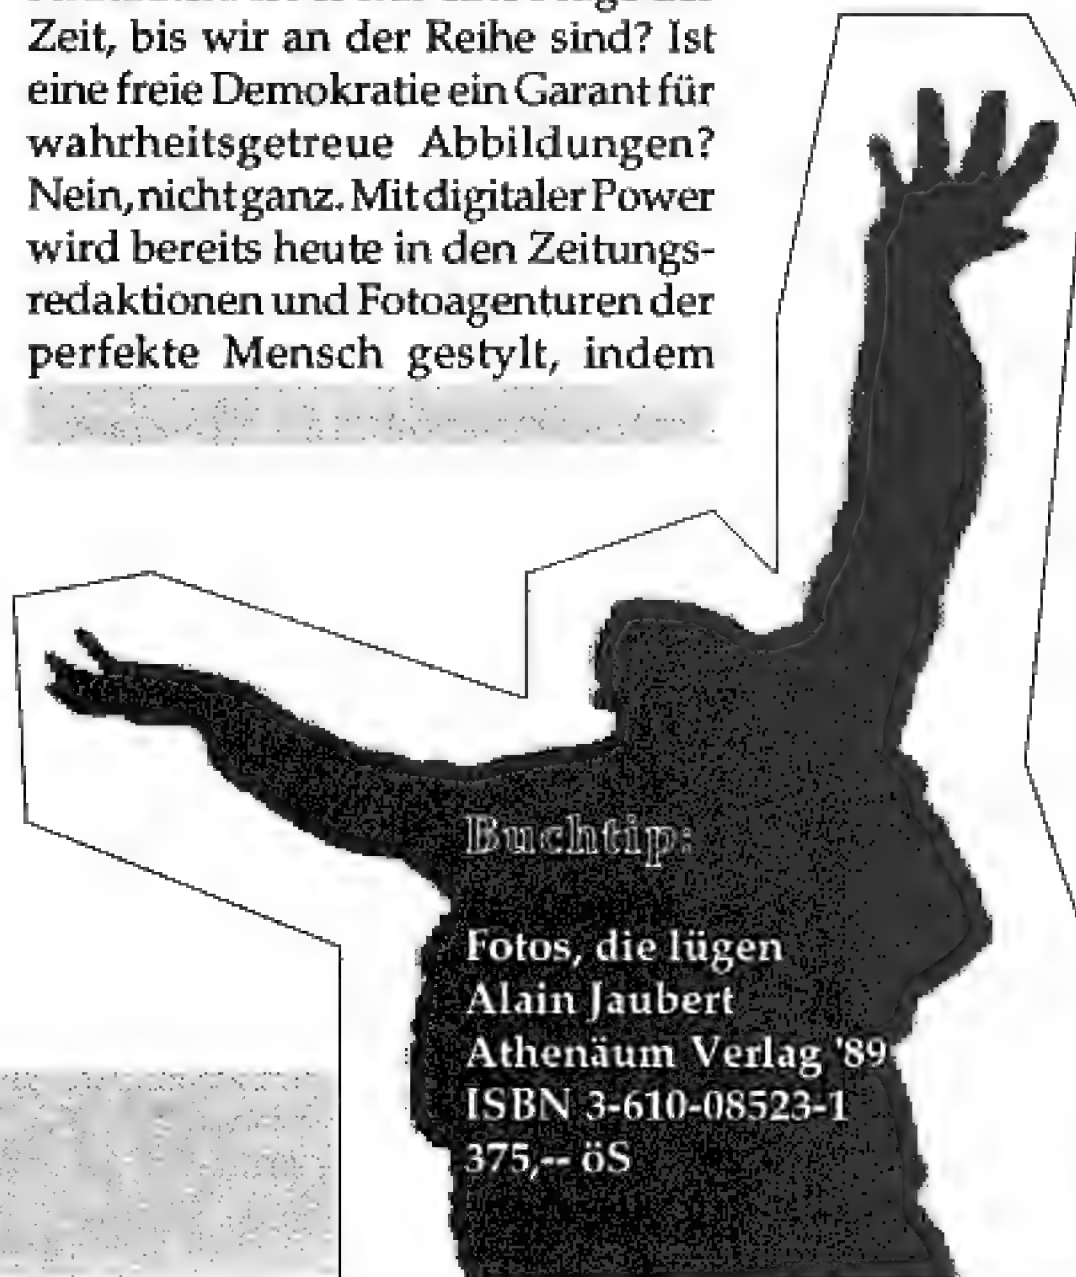 Zeit, bis wir an der Reihe sind? Ist
eine freie Demokratie ein Garant für
wahrheitsgetreue Abbildungen?
Nein, nicht ganz. Mit digitaler Power
wird bereits heute in den Zeitungs-
redaktionen und Fotoagenturen der
perfekte Mensch gestylt, indem
Buchtip:
Fotos, die lügen
Alain Jaubert
Athenäum Verlag '89
ISBN 3-610-08523-1
375,-- öS